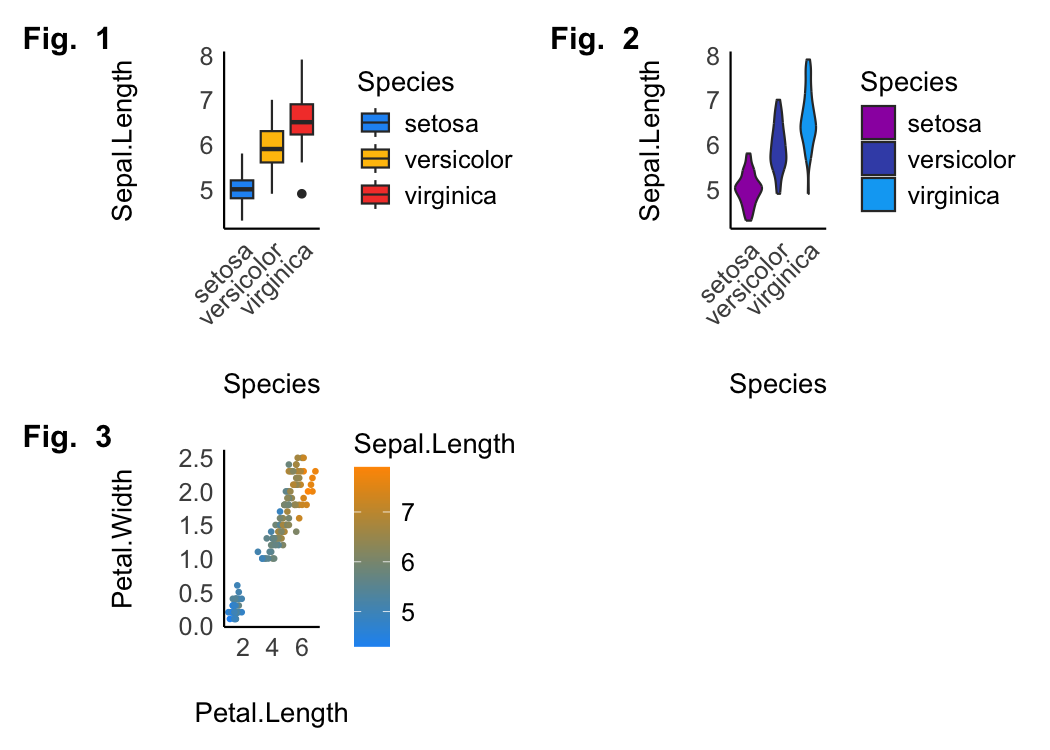 Fig. 1
Sepal.Length
8
7
6
5
setosa
versicolor
virginica
Species
Species
setosa
versicolor
virginica
Fig. 2
Sepal.Length
8
7
6
5
setosa
versicolor
virginica
Species
Species
setosa
versicolor
virginica
Fig. 3
Petal.Width
2.5
2.0
1.5
1.0
0.5
0.0
2 4 6
Petal.Length
Sepal.Length
7
6
5